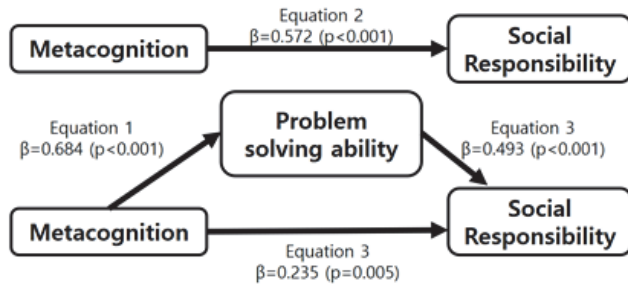 Equation 2
β=0.572 (p<0.001)
Metacognition
Social
Responsibility
Equation 1
β=0.684 (p<0.001)
Problem
solving ability
Equation 3
β=0.493 (p<0.001)
Metacognition
Social
Responsibility
Equation 3
β=0.235 (p=0.005)